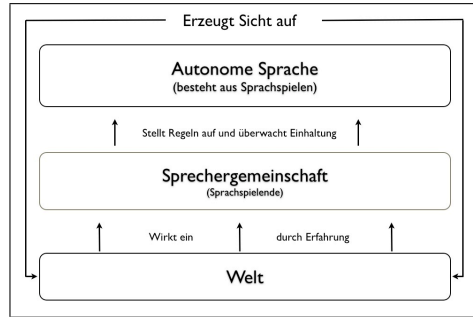 Erzeugt Sicht auf
Autonome Sprache
(besteht aus Sprachspielen)
Stellt Regeln auf und überwacht Einhaltung
Sprechergemeinschaft
(Sprachspielende)
Wirkt ein durch Erfahrung
Welt